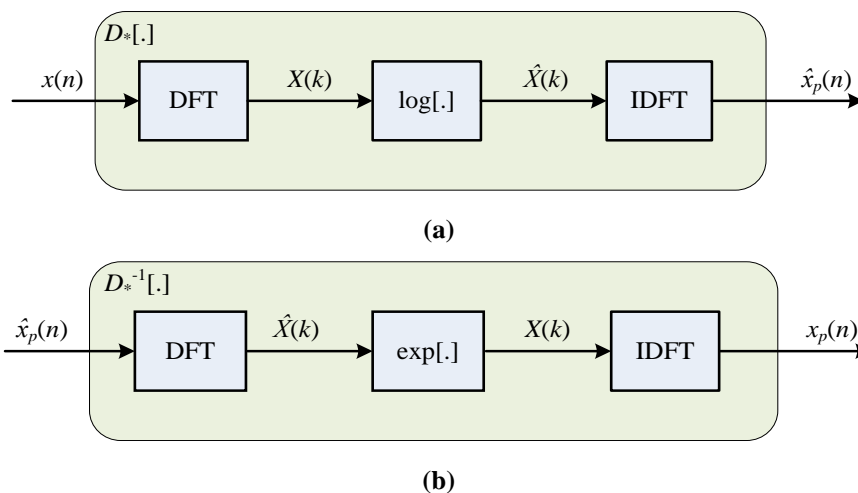 D*[.]
x(n) DFT X(k) log[.] X̂(k) IDFT x̂p(n)
(a)
D*-1[.]
x̂p(n) DFT X̂(k) exp[.] X(k) IDFT xp(n)
(b)